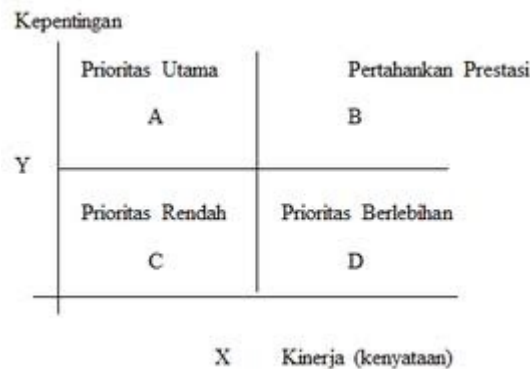 Kepentingan
Prioritas Utama
Pertahankan Prestasi
A
B
Y
Prioritas Rendah
Prioritas Berlebihan
C
D
X
Kinerja (kenyataan)